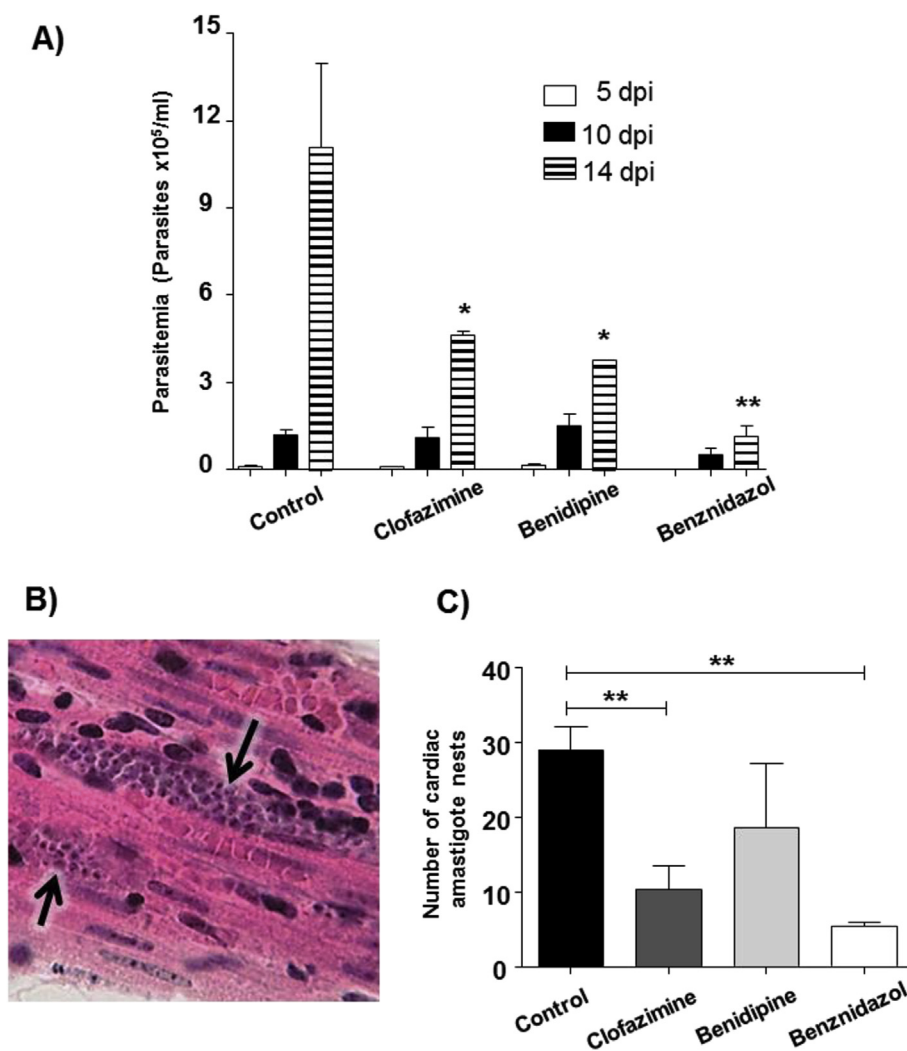 A)
15
12
9
6
3
0
Parasitemia (Parasites x10⁵/ml)
5 dpi
10 dpi
14 dpi
*
*
**
Control
Clofazimine
Benidipine
Benznidazol
B)
C)
40
30
20
10
0
Number of cardiac
amastigote nests
**
**
Control
Clofazimine
Benidipine
Benznidazol